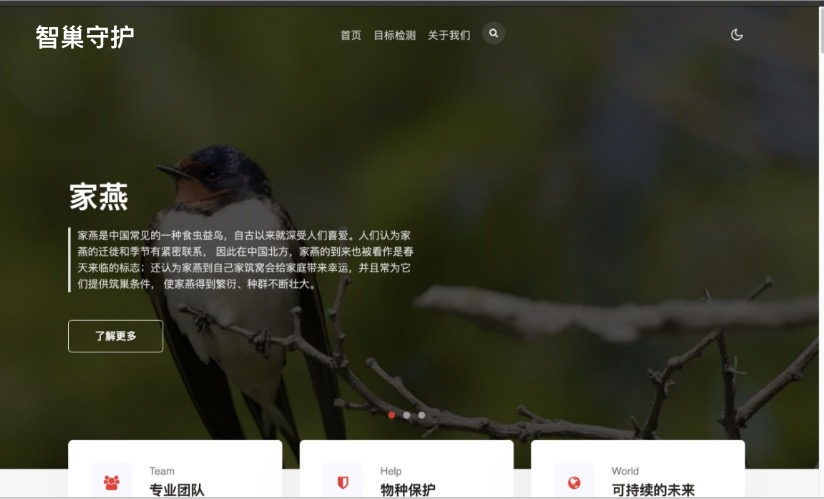 智巢守护
首页 目标检测 关于我们
家燕
家燕是中国常见的一种食虫益鸟，自古以来就深受人们喜爱。人们认为家
燕的迁徙和季节有紧密联系， 因此在中国北方，家燕的到来也被看作是春
天来临的标志；还认为家燕到自己家筑窝会给家庭带来幸运，并且常为它
们提供筑巢条件， 使家燕得到繁衍、种群不断壮大。
了解更多
Team
专业团队
Help
物种保护
World
可持续的未来